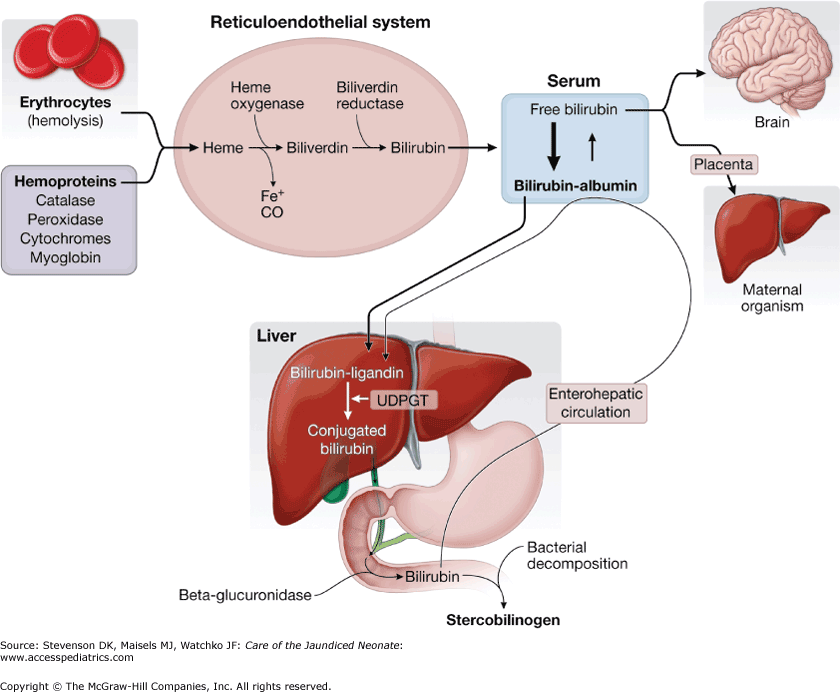 Reticuloendothelial system
Erythrocytes
(hemolysis)
Hemoproteins
Catalase
Peroxidase
Cytochromes
Myoglobin
Heme
oxygenase
Biliverdin
reductase
Heme
Biliverdin
Bilirubin
Fe+
CO
Serum
Free bilirubin
Bilirubin-albumin
Brain
Placenta
Maternal
organism
Liver
Bilirubin-ligandin
UDPGT
Conjugated
bilirubin
Enterohepatic
circulation
Beta-glucuronidase
Bilirubin
Bacterial
decomposition
Stercobilinogen
Source: Stevenson DK, Maisels MJ, Watchko JF: Care of the Jaundiced Neonate:
www.accesspediatrics.com
Copyright © The McGraw-Hill Companies, Inc. All rights reserved.